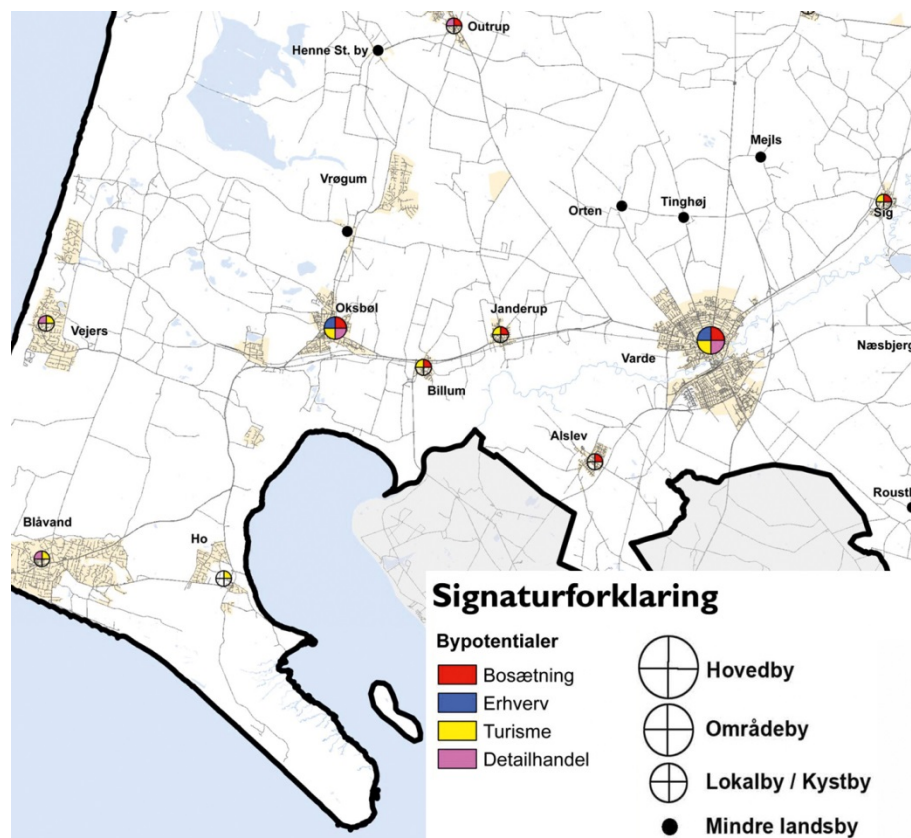 Outrup
Henne St. by
Mejls
Vrøgum
Orten
Tinghøj
Sig
Oksbøl
Janderup
Vejers
Varde
Næsbjerg
Billum
Alslev
Blåvand
Ho
Signaturforklaring
Bypotentialer
Bosætning
Erhverv
Turisme
Detailhandel
Hovedby
Områdeby
Lokalby / Kystby
Mindre landsby